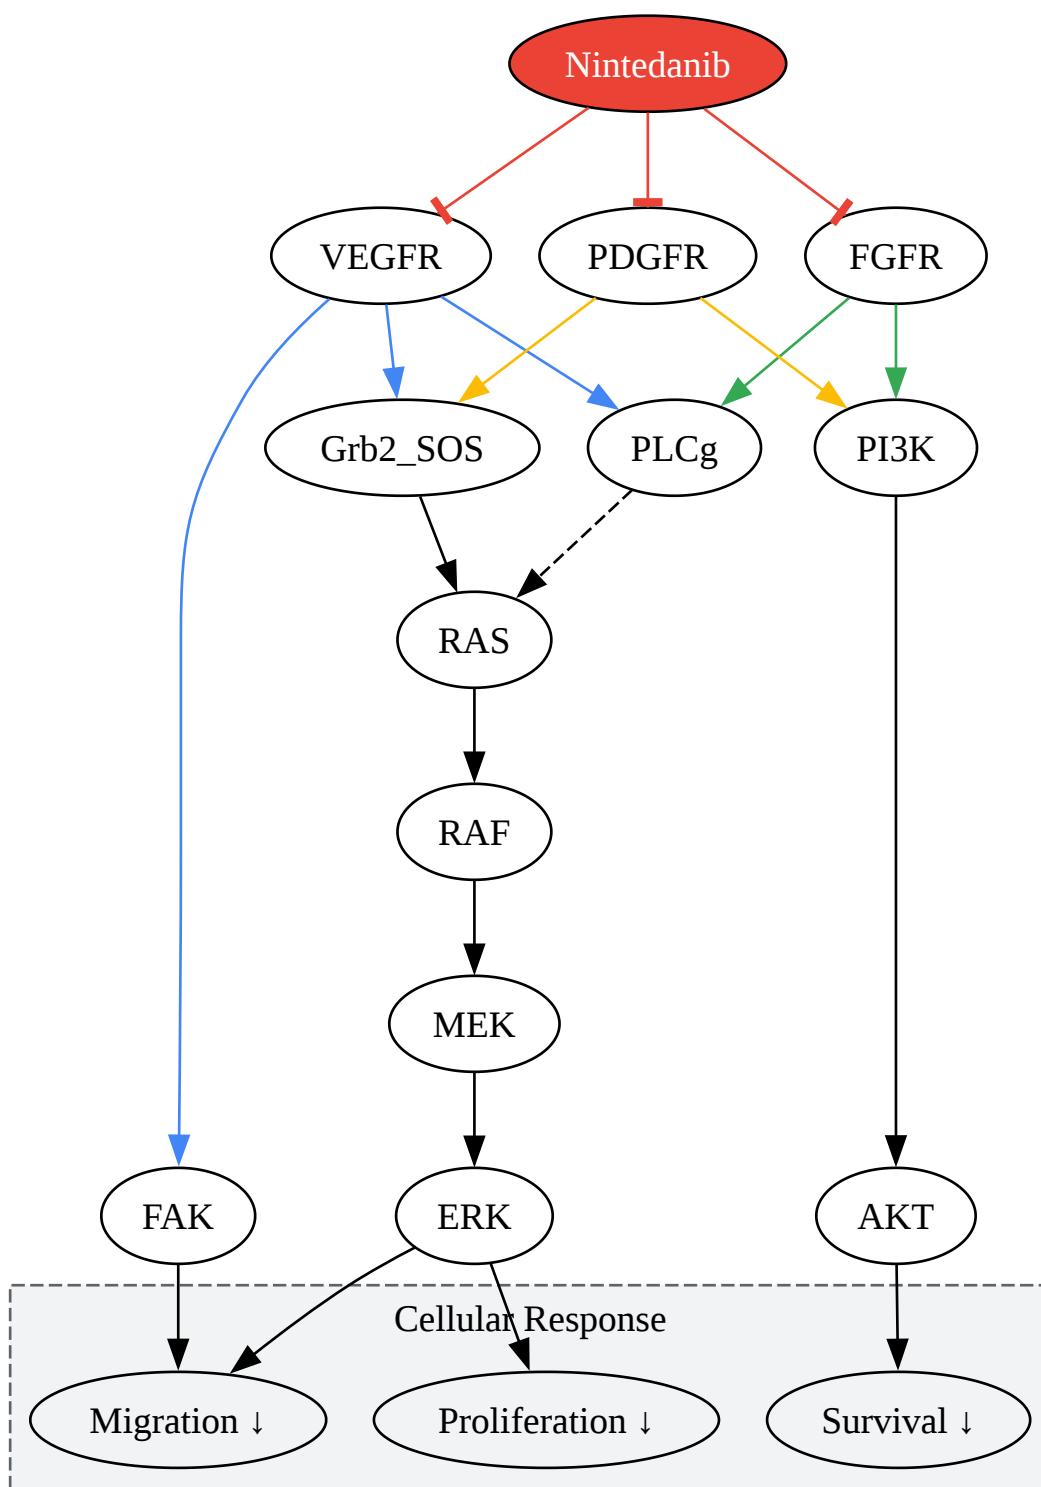 Nintedanib
VEGFR
PDGFR
FGFR
Grb2_SOS
PLCg
PI3K
RAS
RAF
MEK
FAK
ERK
AKT
Cellular Response
Migration ↓
Proliferation ↓
Survival ↓